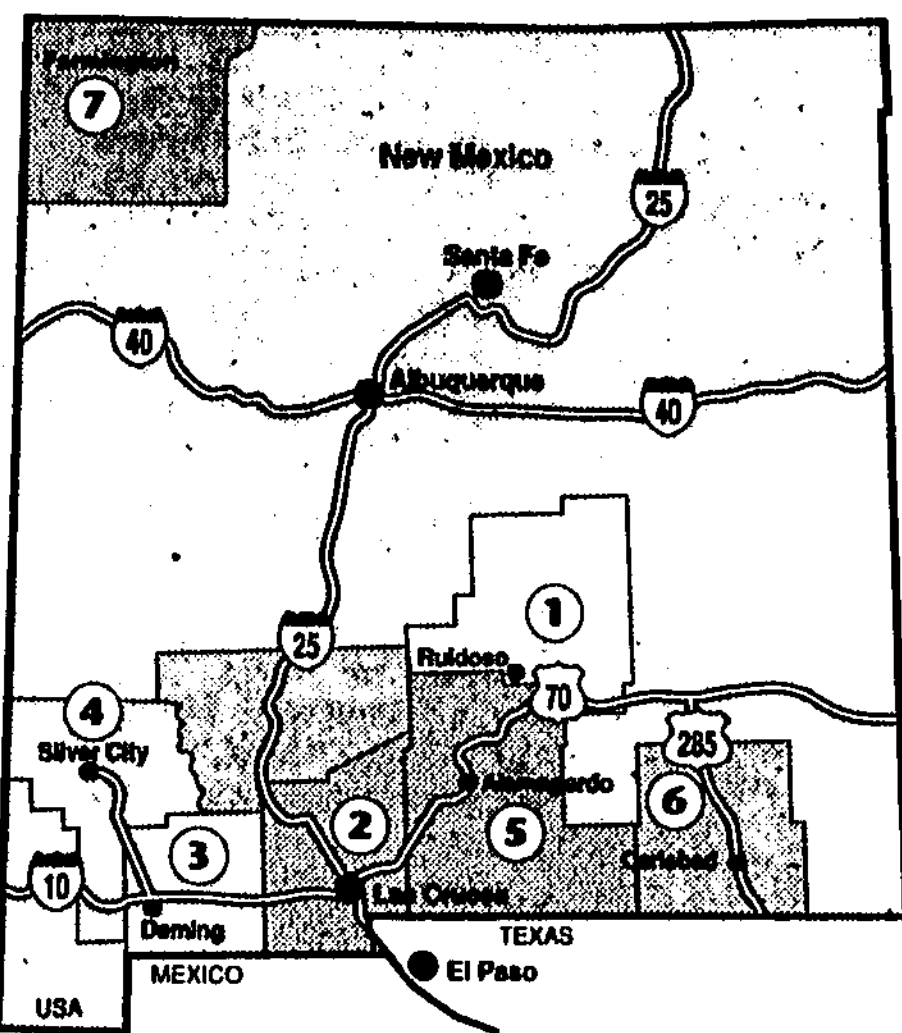 Farmington
7
New Mexico
25
Santa Fe
40
Albuquerque
40
1
25
Ruidoso
70
4
285
Silver City
Alamogordo
6
2
5
3
Carlsbad
10
Las Cruces
Deming
TEXAS
MEXICO
El Paso
USA